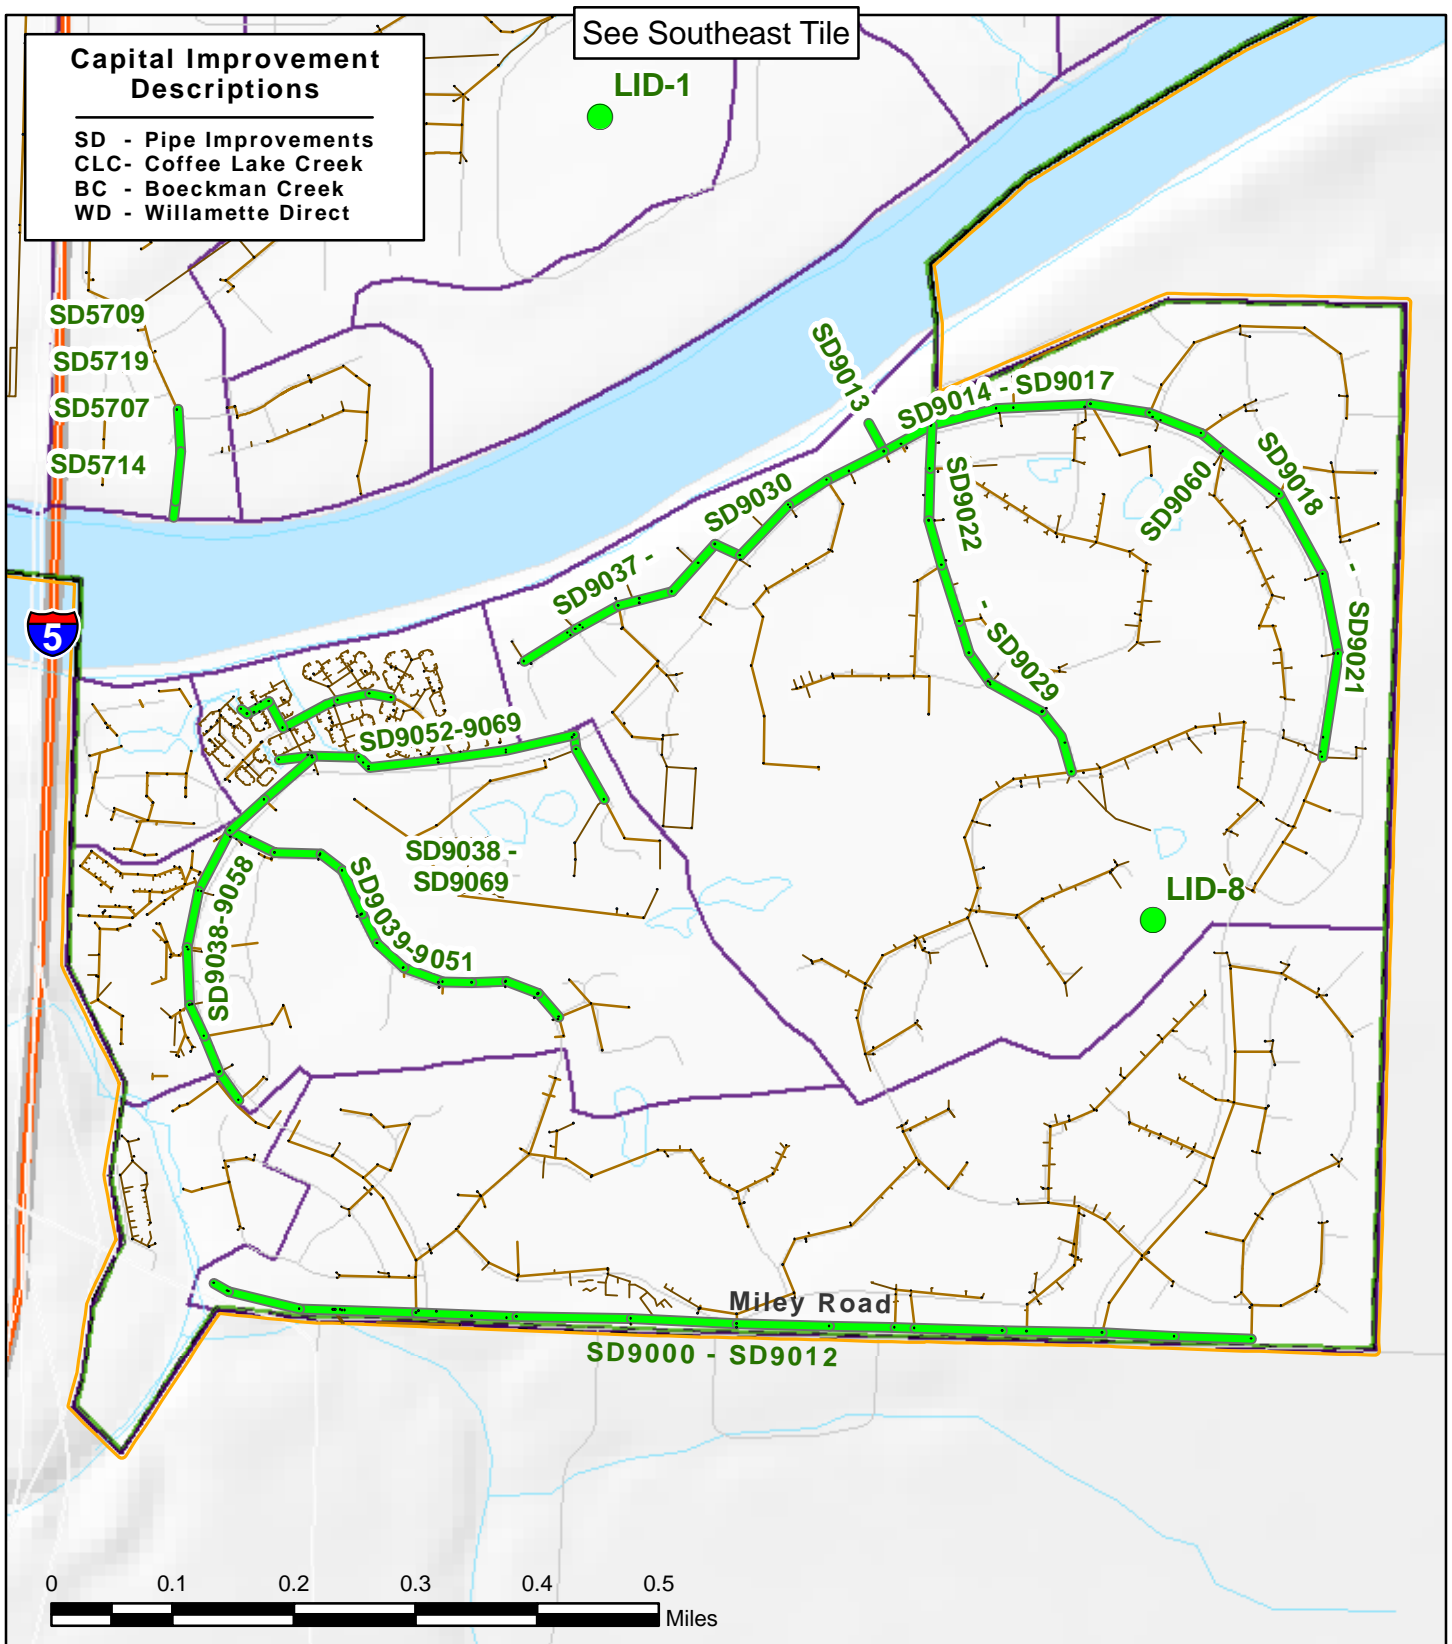 See Southeast Tile
Capital Improvement
Descriptions
SD - Pipe Improvements
CLC- Coffee Lake Creek
BC - Boeckman Creek
WD - Willamette Direct
LID-1
SD5709
SD5719
SD5707
SD5714
5
SD9013
SD9014 - SD9017
SD9018 - SD9021
SD9060
SD9022 - SD9029
SD9037 - SD9030
SD9052-9069
SD9038 -
SD9069
SD9038-9058
SD9039-9051
LID-8
Miley Road
SD9000 - SD9012
0 0.1 0.2 0.3 0.4 0.5
Miles